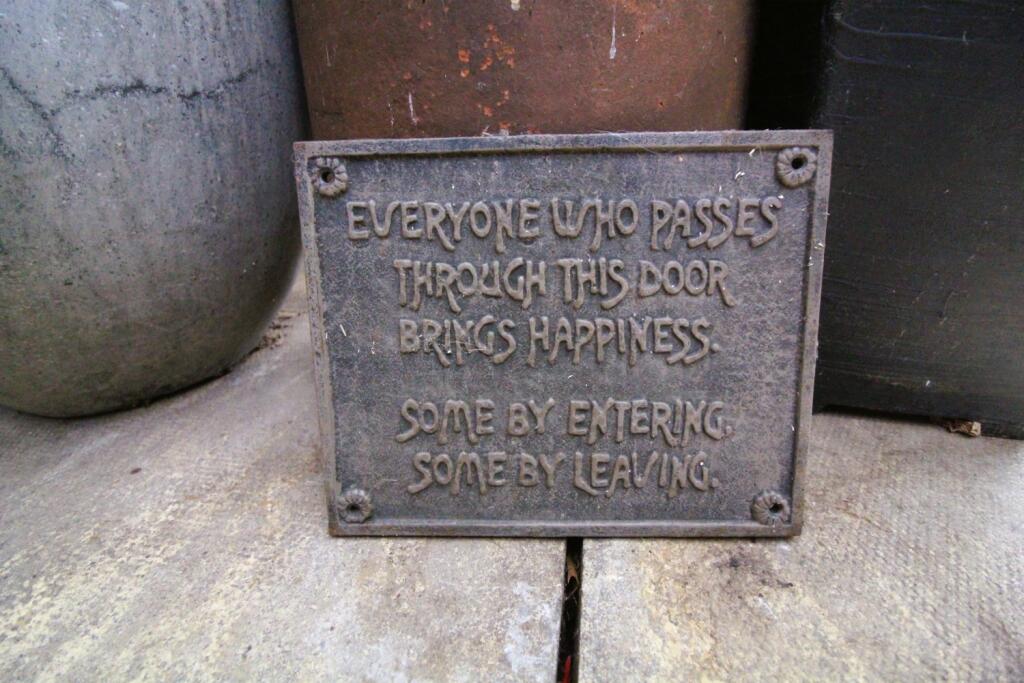 EVERYONE WHO PASSES
THROUGH THIS DOOR
BRINGS HAPPINESS.
SOME BY ENTERING.
SOME BY LEAVING.